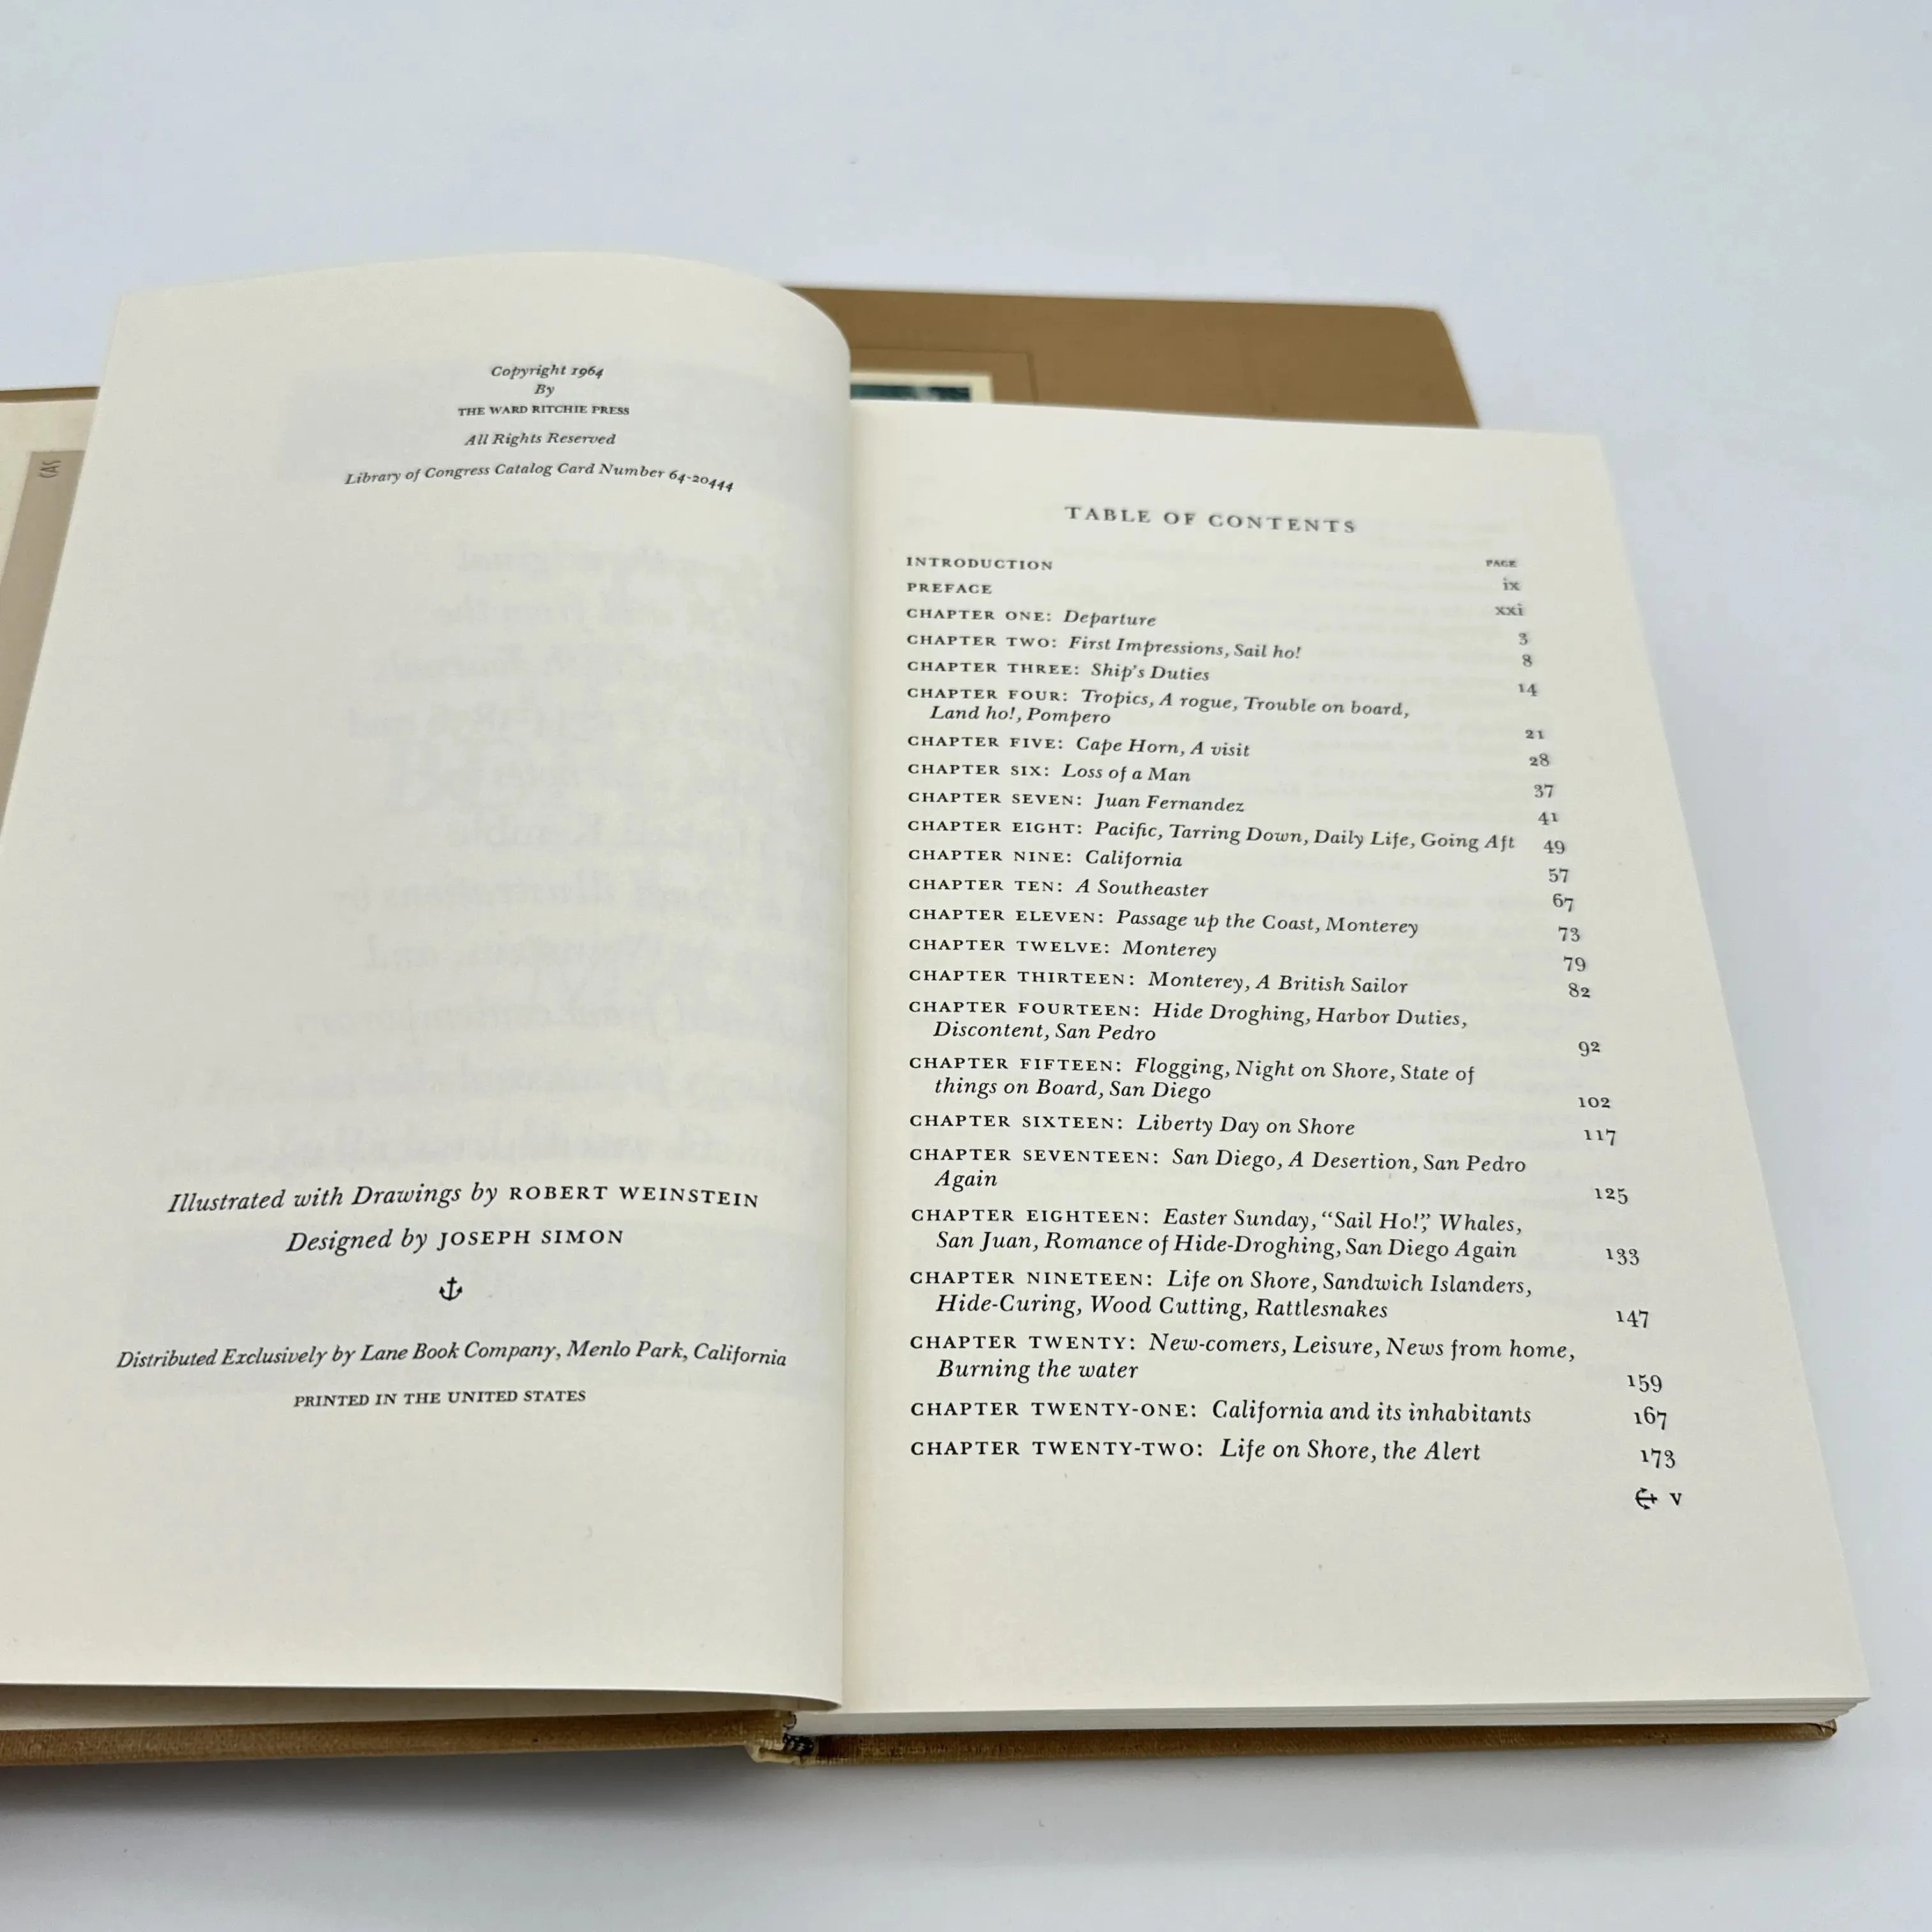 Copyright 1964
By
THE WARD RITCHIE PRESS
All Rights Reserved
Library of Congress Catalog Card Number 64-20444
Illustrated with Drawings by ROBERT WEINSTEIN
Designed by JOSEPH SIMON
Distributed Exclusively by Lane Book Company, Menlo Park, California
PRINTED IN THE UNITED STATES
TABLE OF CONTENTS
PAGE
INTRODUCTION ix
PREFACE xxi
CHAPTER ONE: Departure 3
CHAPTER TWO: First Impressions, Sail ho! 8
CHAPTER THREE: Ship's Duties 14
CHAPTER FOUR: Tropics, A rogue, Trouble on board,
Land ho!, Pompero 21
CHAPTER FIVE: Cape Horn, A visit 28
CHAPTER SIX: Loss of a Man 37
CHAPTER SEVEN: Juan Fernandez 41
CHAPTER EIGHT: Pacific, Tarring Down, Daily Life, Going Aft 49
CHAPTER NINE: California 57
CHAPTER TEN: A Southeaster 67
CHAPTER ELEVEN: Passage up the Coast, Monterey 73
CHAPTER TWELVE: Monterey 79
CHAPTER THIRTEEN: Monterey, A British Sailor 82
CHAPTER FOURTEEN: Hide Droghing, Harbor Duties,
Discontent, San Pedro 92
CHAPTER FIFTEEN: Flogging, Night on Shore, State of
things on Board, San Diego 102
CHAPTER SIXTEEN: Liberty Day on Shore 117
CHAPTER SEVENTEEN: San Diego, A Desertion, San Pedro
Again 125
CHAPTER EIGHTEEN: Easter Sunday, "Sail Ho!", Whales,
San Juan, Romance of Hide-Droghing, San Diego Again 133
CHAPTER NINETEEN: Life on Shore, Sandwich Islanders,
Hide-Curing, Wood Cutting, Rattlesnakes 147
CHAPTER TWENTY: New-comers, Leisure, News from home,
Burning the water 159
CHAPTER TWENTY-ONE: California and its inhabitants 167
CHAPTER TWENTY-TWO: Life on Shore, the Alert 173
v